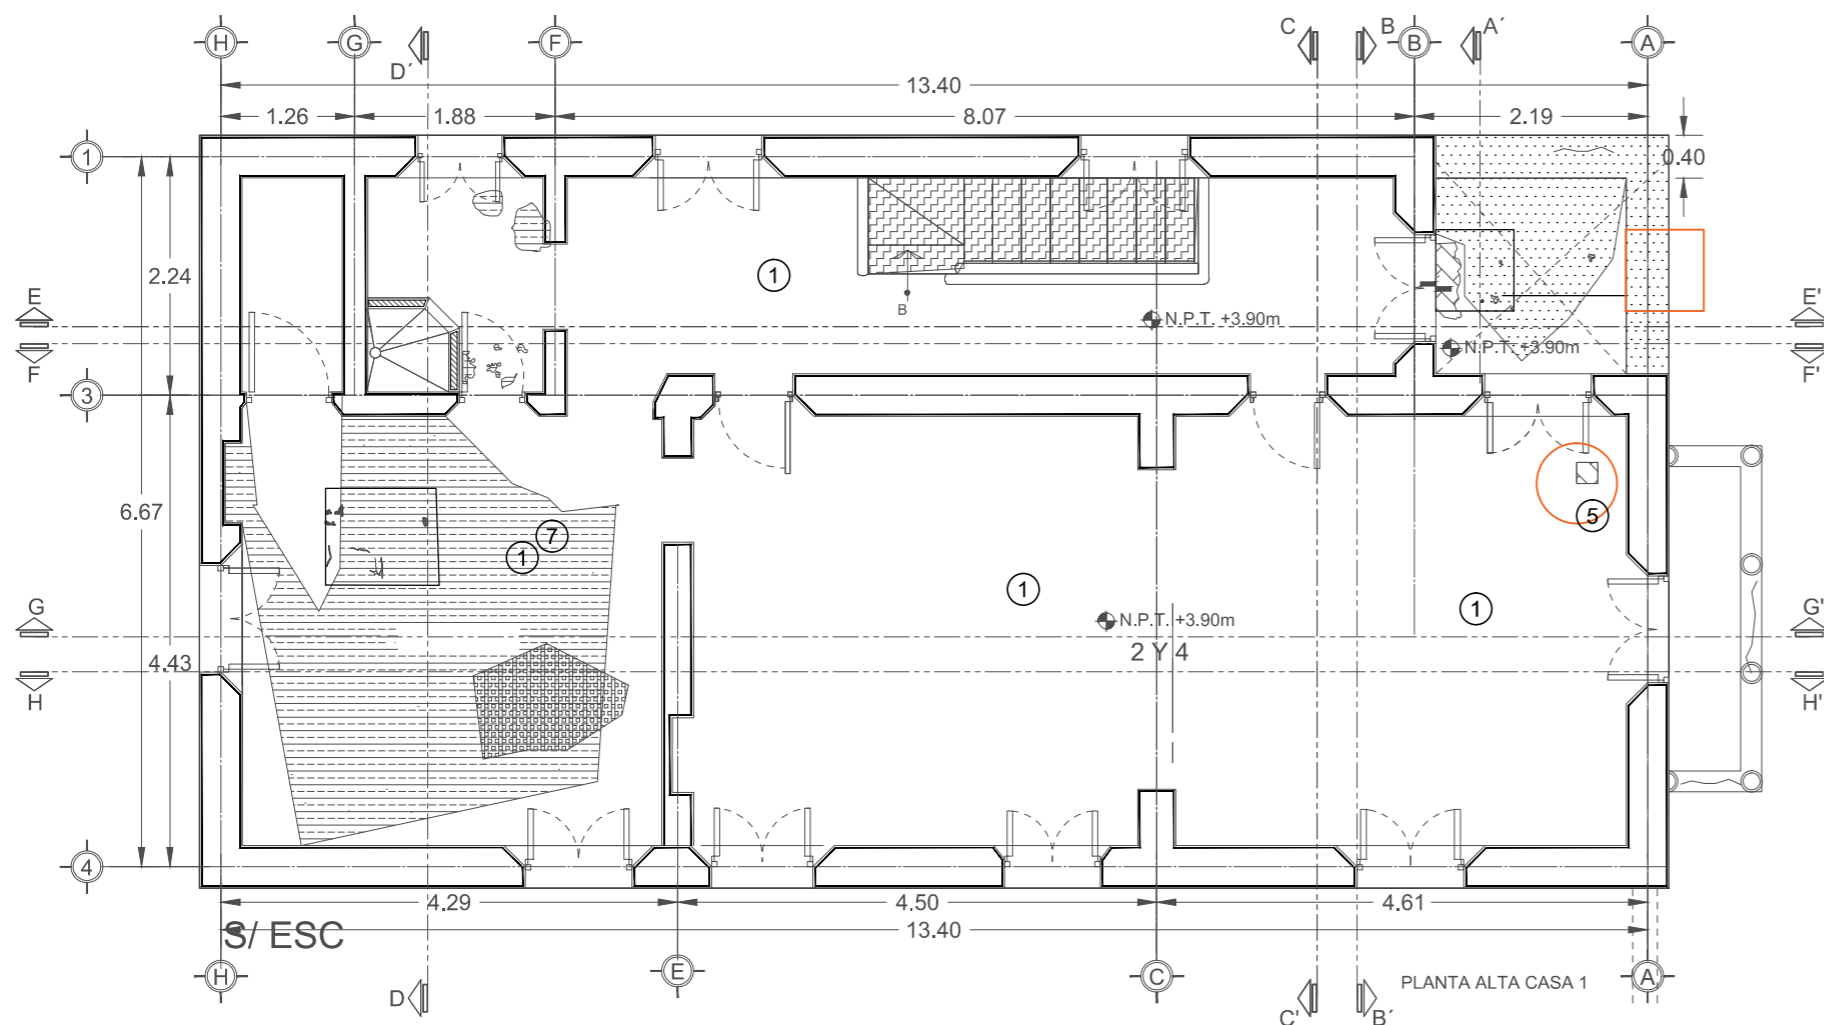 H G F C B B A´ A
D´
13.40
1.26 1.88 8.07 2.19
1
0.40
2.24
1
E E'
B
N.P.T. +3.90m
N.P.T. +3.90m
F F'
3
6.67
5
7
1
1
1
G G'
N.P.T. +3.90m
2 Y 4
4.43
H H'
4
4.29 4.50 4.61
S/ ESC
13.40
H E C A
PLANTA ALTA CASA 1
D C' B´